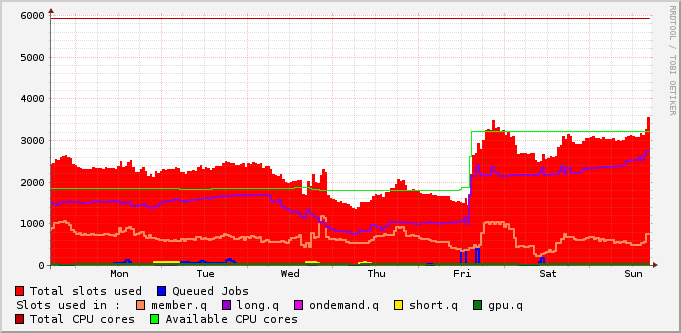 6000
5000
4000
3000
2000
1000
0
Mon Tue Wed Thu Fri Sat Sun
RRDTOOL / TOBI OETIKER
Total slots used Queued Jobs
Slots used in : member.q long.q ondemand.q short.q gpu.q
Total CPU cores Available CPU cores